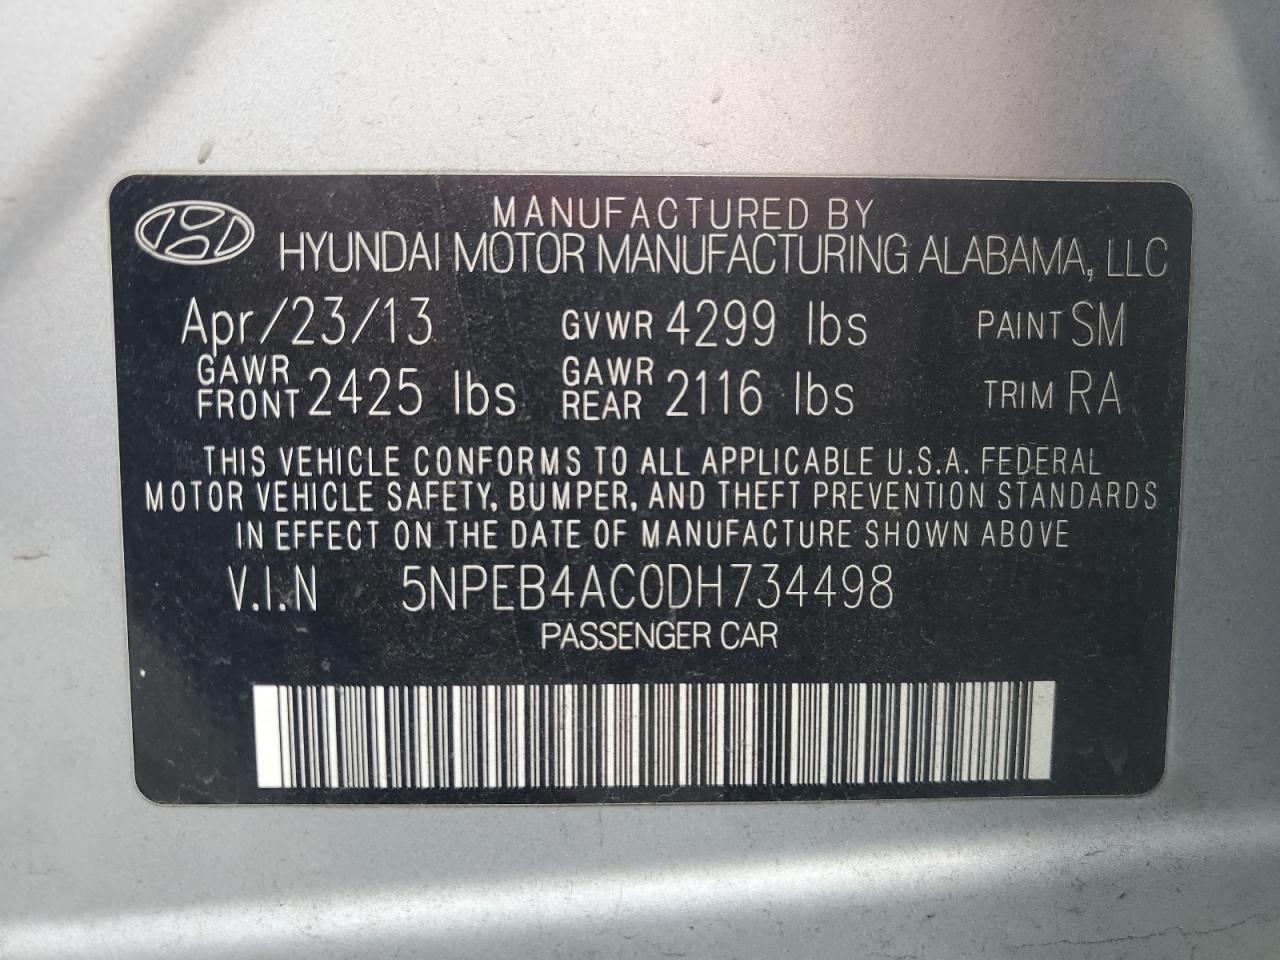 MANUFACTURED BY
HYUNDAI MOTOR MANUFACTURING ALABAMA, LLC
Apr/23/13 GVWR 4299 lbs PAINT SM
GAWR FRONT 2425 lbs GAWR REAR 2116 lbs TRIM RA
THIS VEHICLE CONFORMS TO ALL APPLICABLE U.S.A. FEDERAL
MOTOR VEHICLE SAFETY, BUMPER, AND THEFT PREVENTION STANDARDS
IN EFFECT ON THE DATE OF MANUFACTURE SHOWN ABOVE
V.I.N 5NPEB4AC0DH734498
PASSENGER CAR